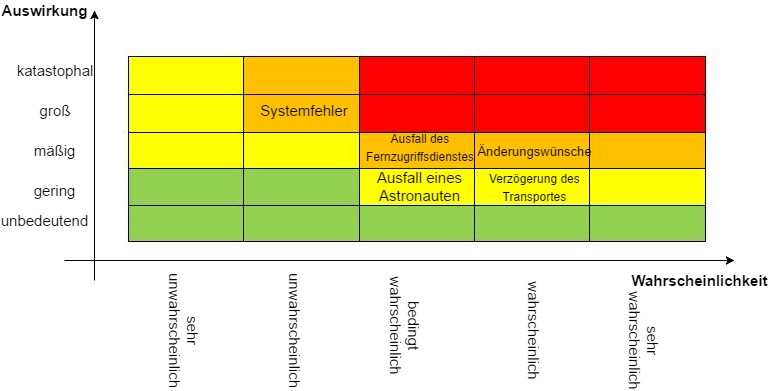 Auswirkung
katastophal
groß
Systemfehler
mäßig
Ausfall des
Fernzugriffsdienstes
Änderungswünsche
gering
Ausfall eines
Astronauten
Verzögerung des
Transportes
unbedeutend
Wahrscheinlichkeit
sehr
unwahrscheinlich
unwahrscheinlich
bedingt
wahrscheinlich
wahrscheinlich
sehr
wahrscheinlich